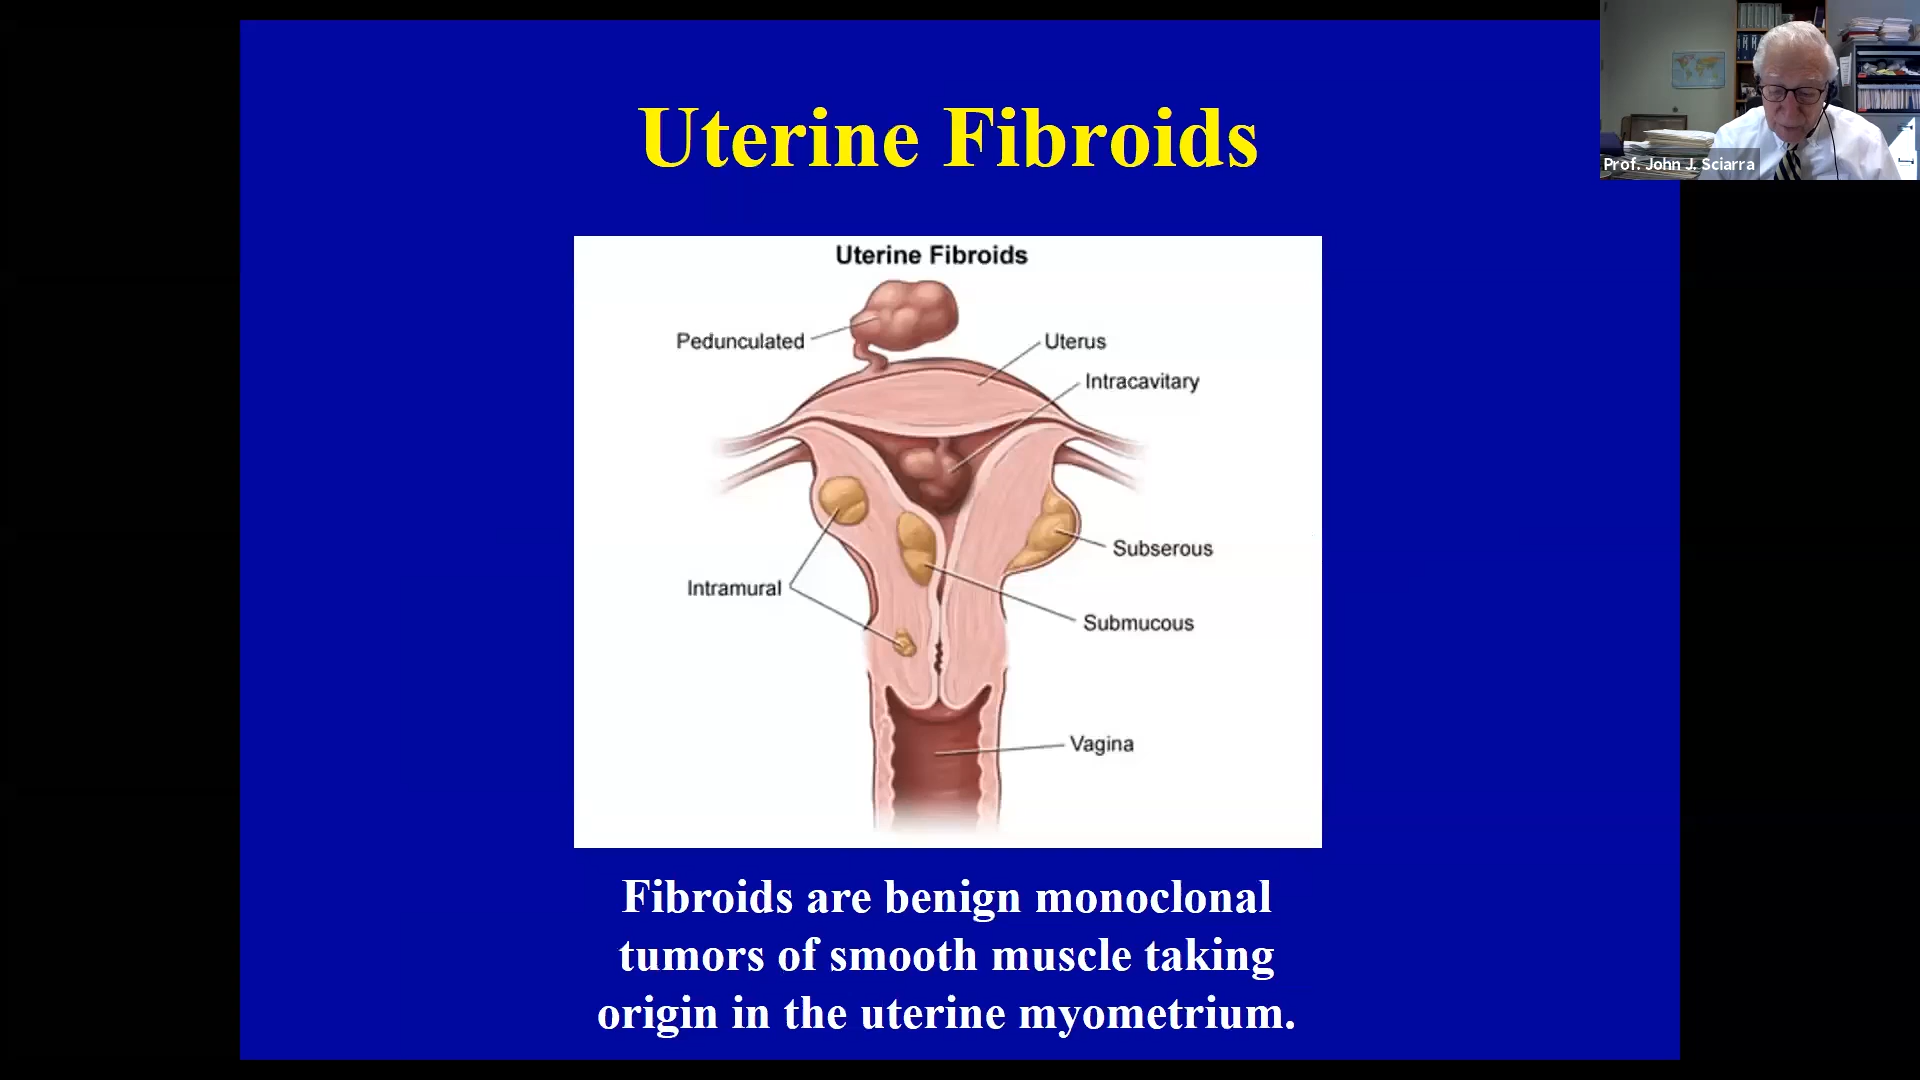 Uterine Fibroids
Prof. John J. Sciarra
Uterine Fibroids
Pedunculated
Uterus
Intracavitary
Subserous
Intramural
Submucous
Vagina
Fibroids are benign monoclonal
tumors of smooth muscle taking
origin in the uterine myometrium.